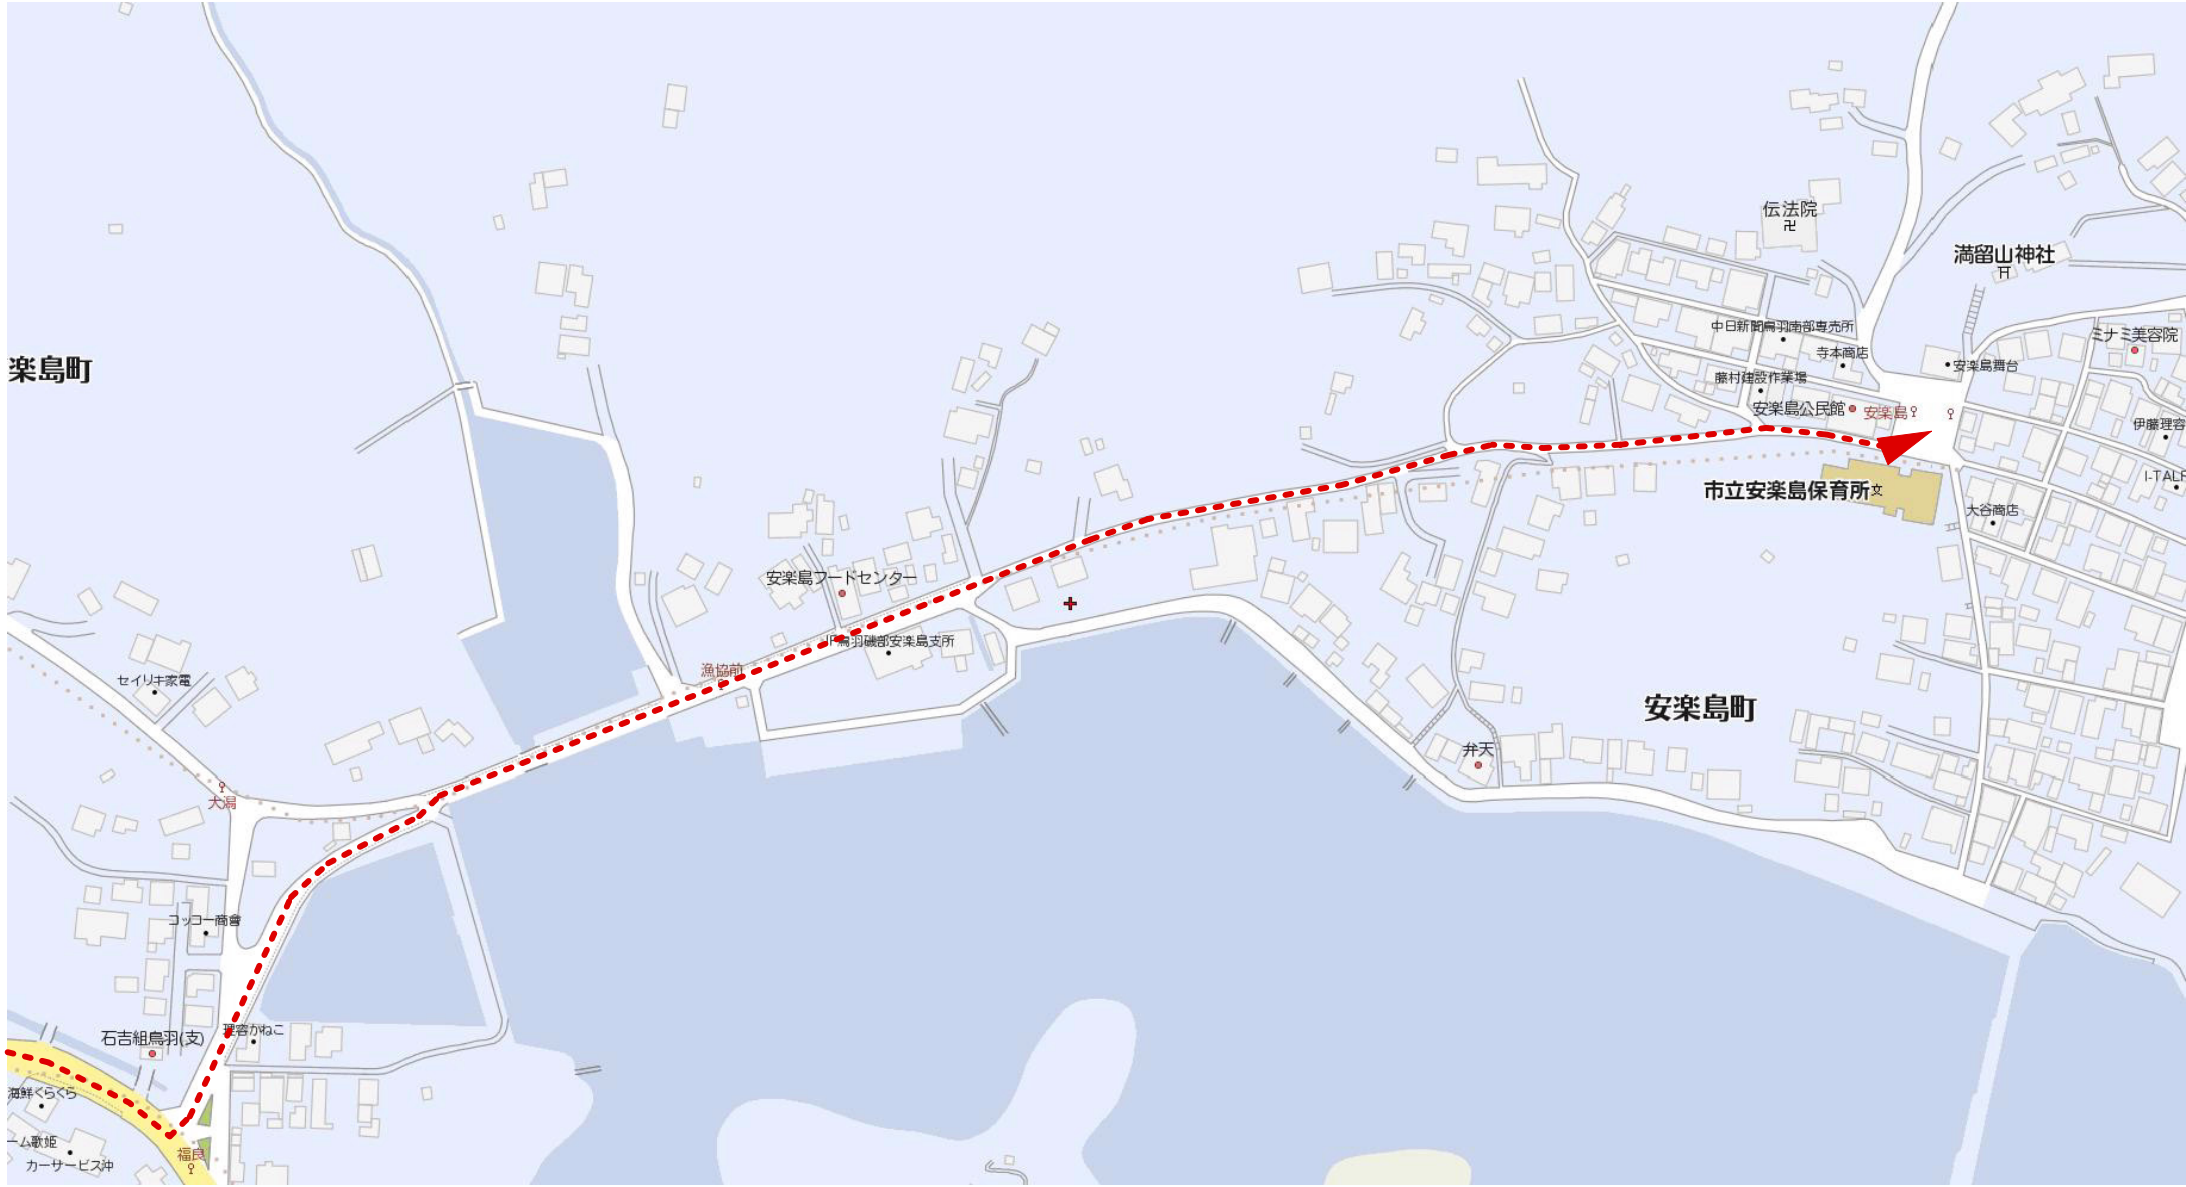 伝法院
満留山神社
中日新聞鳥羽南部専売所
ミナミ美容院
寺本商店
安楽島舞台
楽島町
藤村建設作業場
安楽島公民館
安楽島
伊藤理容
I-TAL
市立安楽島保育所
大谷商店
安楽島フードセンター
鳥羽磯部安楽島支所
漁協前
セイリキ家電
安楽島町
弁天
大潟
コッコー商會
理容かねこ
石吉組鳥羽(支)
海鮮くらくら
ーム歌姫
福良
カーサービス沖